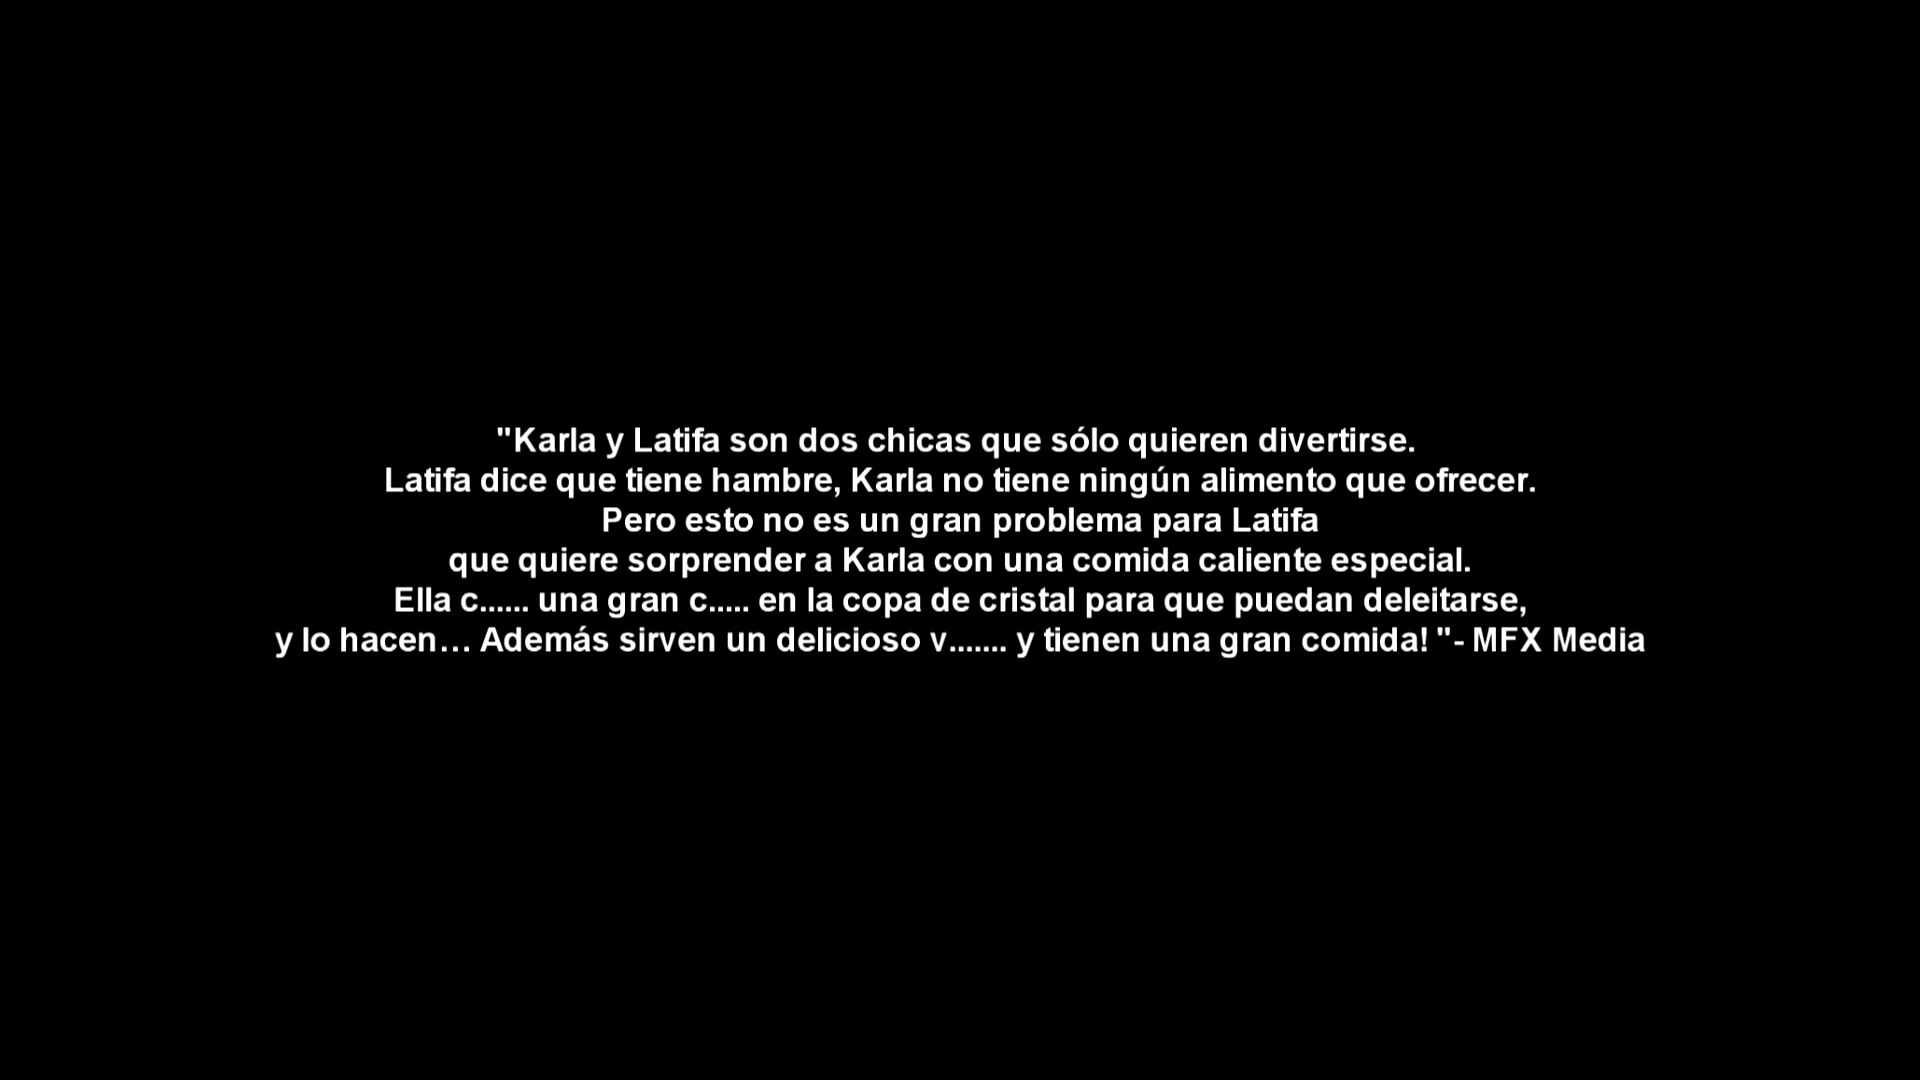 "Karla y Latifa son dos chicas que sólo quieren divertirse.
Latifa dice que tiene hambre, Karla no tiene ningún alimento que ofrecer.
Pero esto no es un gran problema para Latifa
que quiere sorprender a Karla con una comida caliente especial.
Ella c...... una gran c..... en la copa de cristal para que puedan deleitarse,
y lo hacen… Además sirven un delicioso v....... y tienen una gran comida! "- MFX Media